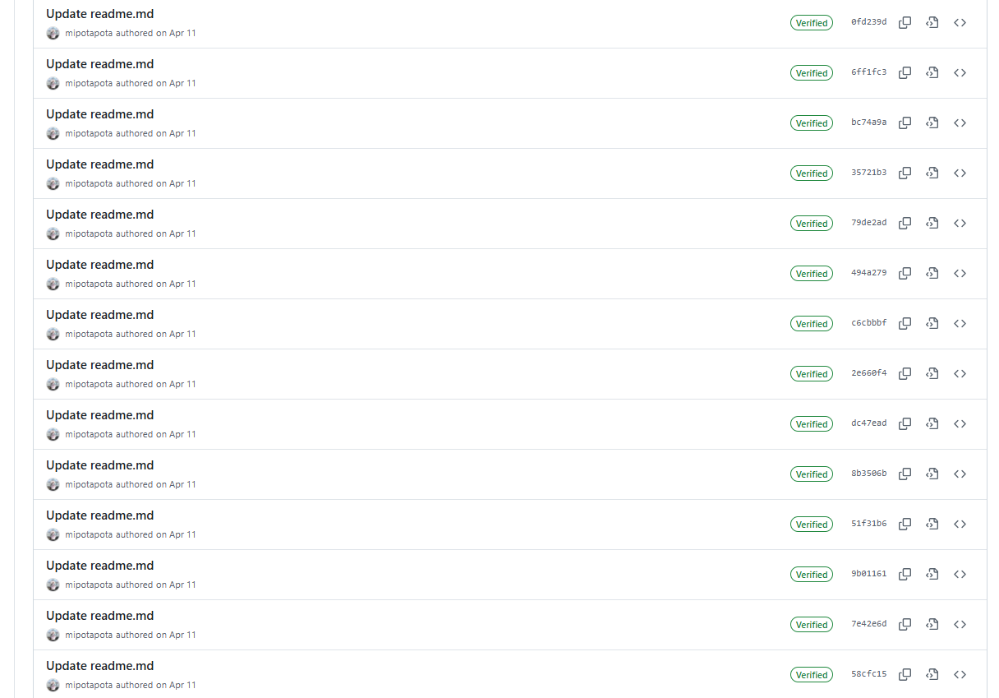 Update readme.md
Verified 0fd239d
mipotapota authored on Apr 11
Update readme.md
Verified 6ff1fc3
mipotapota authored on Apr 11
Update readme.md
Verified bc74a9a
mipotapota authored on Apr 11
Update readme.md
Verified 35721b3
mipotapota authored on Apr 11
Update readme.md
Verified 79de2ad
mipotapota authored on Apr 11
Update readme.md
Verified 494a279
mipotapota authored on Apr 11
Update readme.md
Verified c6cbbbf
mipotapota authored on Apr 11
Update readme.md
Verified 2e660f4
mipotapota authored on Apr 11
Update readme.md
Verified dc47ead
mipotapota authored on Apr 11
Update readme.md
Verified 8b3506b
mipotapota authored on Apr 11
Update readme.md
Verified 51f31b6
mipotapota authored on Apr 11
Update readme.md
Verified 9b01161
mipotapota authored on Apr 11
Update readme.md
Verified 7e42e6d
mipotapota authored on Apr 11
Update readme.md
Verified 58cfc15
mipotapota authored on Apr 11